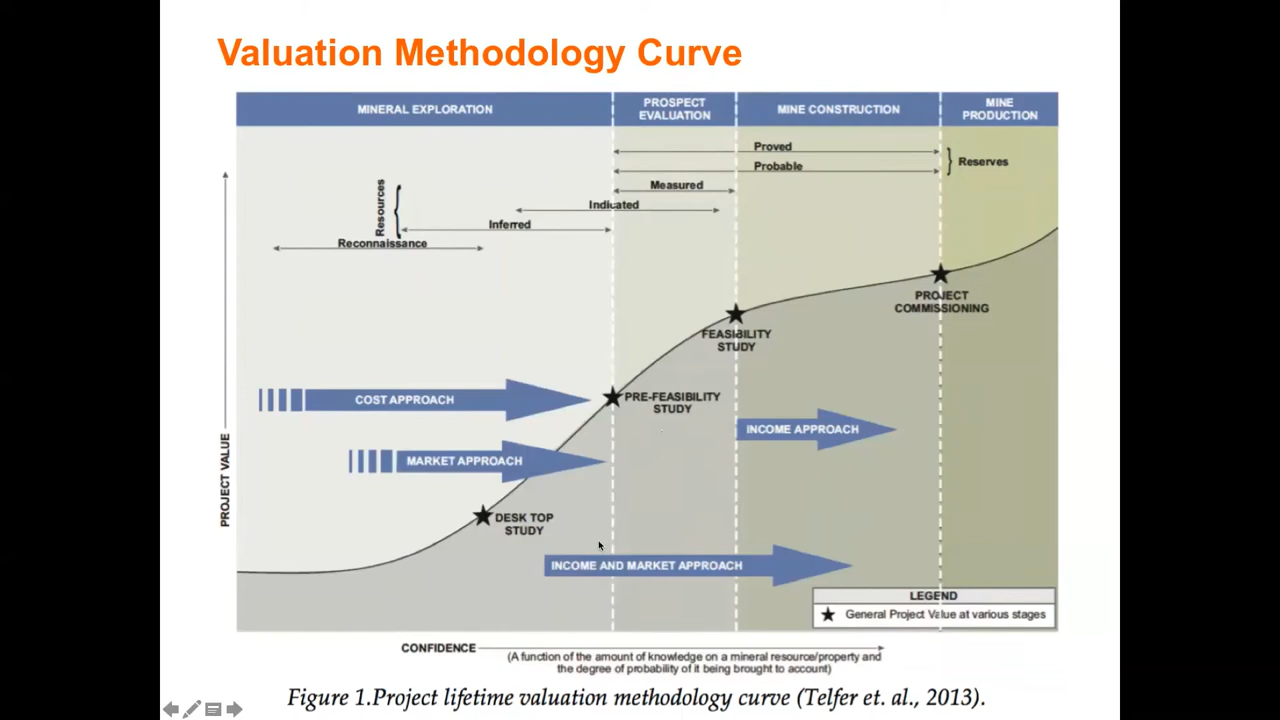 Valuation Methodology Curve
MINERAL EXPLORATION
PROSPECT
EVALUATION
MINE CONSTRUCTION
MINE
PRODUCTION
Proved
Probable
Reserves
Measured
Indicated
Inferred
Resources
Reconnaissance
PROJECT VALUE
PROJECT
COMMISSIONING
FEASIBILITY
STUDY
PRE-FEASIBILITY
STUDY
COST APPROACH
INCOME APPROACH
MARKET APPROACH
DESK TOP
STUDY
INCOME AND MARKET APPROACH
LEGEND
General Project Value at various stages
CONFIDENCE
(A function of the amount of knowledge on a mineral resource/property and
the degree of probability of it being brought to account)
Figure 1.Project lifetime valuation methodology curve (Telfer et. al., 2013).